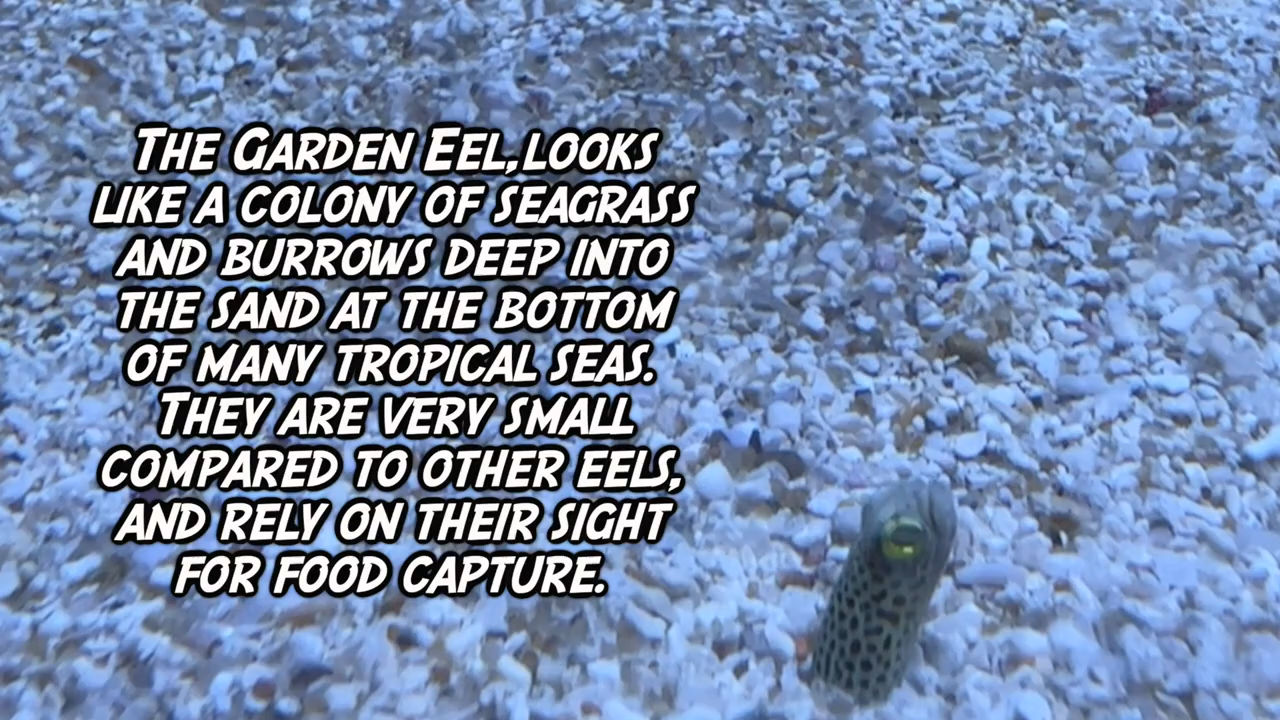 The Garden Eel,looks
like a colony of seagrass
and burrows deep into
the sand at the bottom
of many tropical seas.
They are very small
compared to other eels,
and rely on their sight
for food capture.